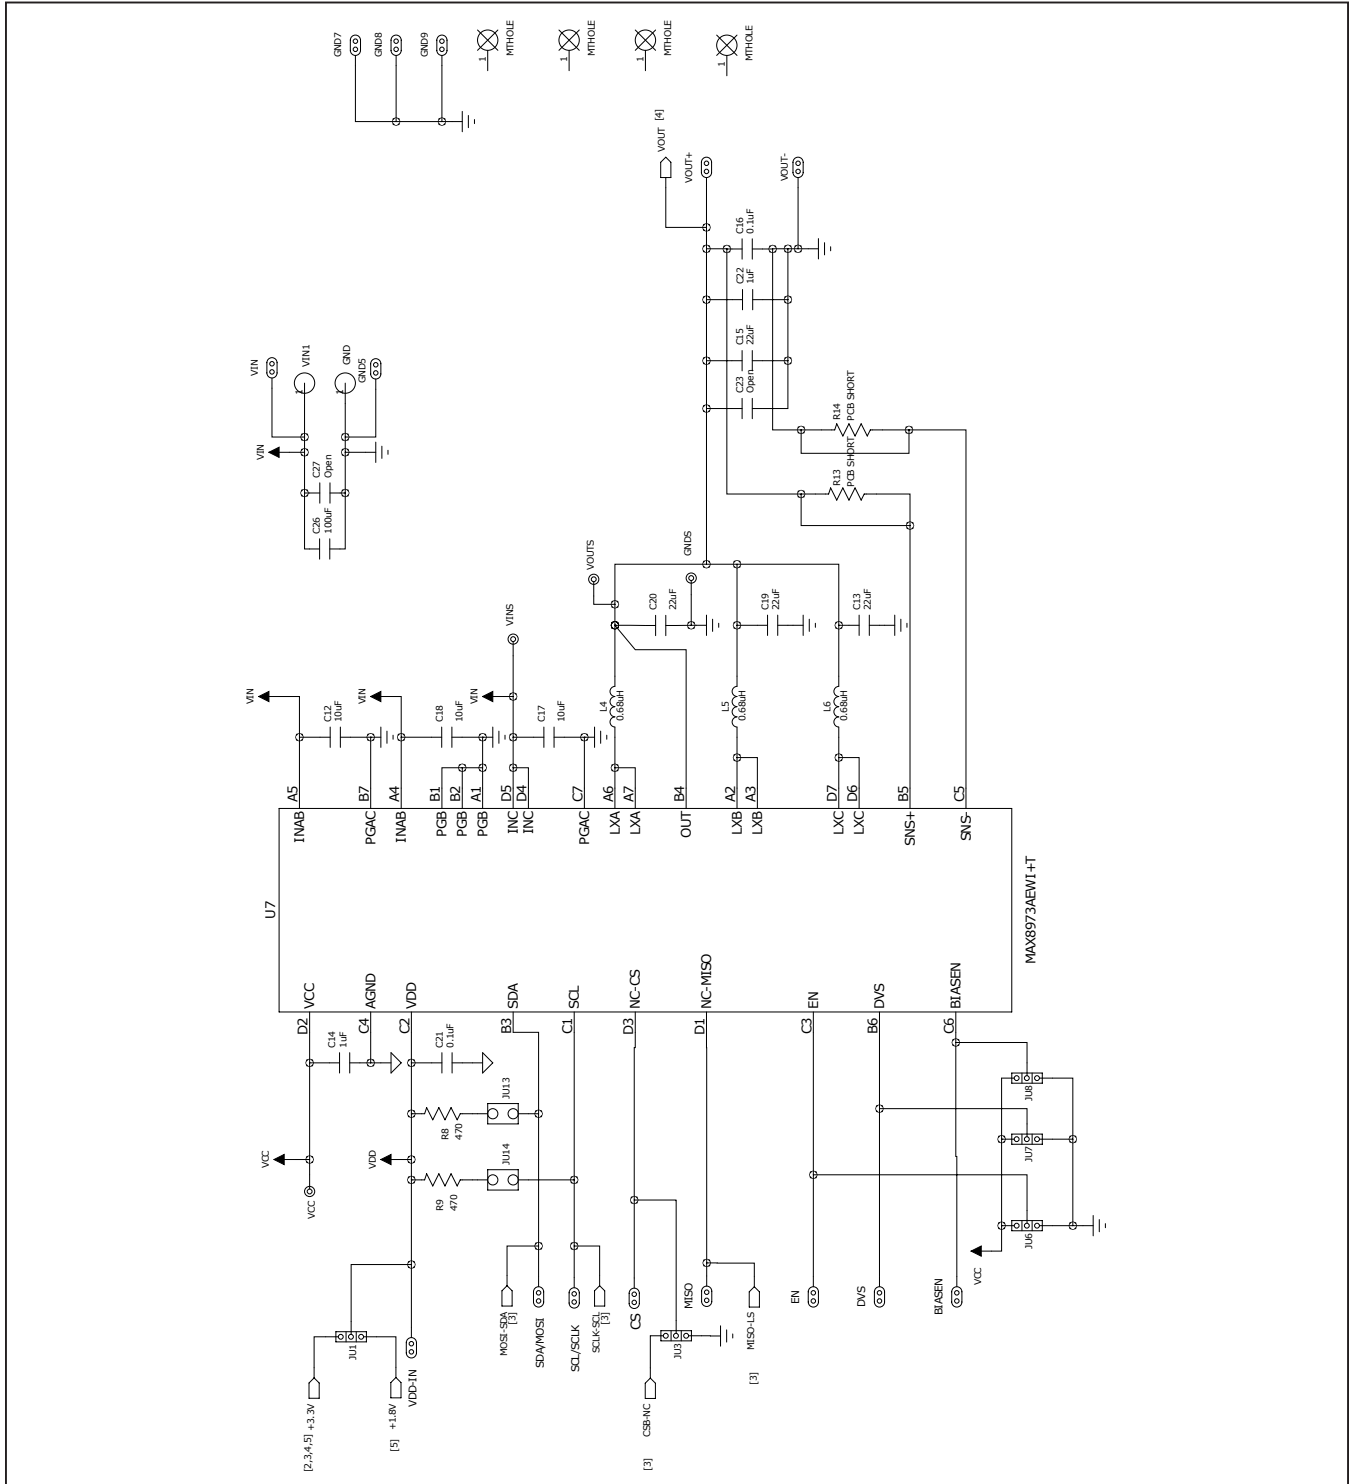 GND7
GND8
GND9
1
MTHOLE
1
MTHOLE
1
MTHOLE
1
MTHOLE
VOUT [4]
VOUT+
VOUT-
C16
0.1uF
C22
1uF
C15
22uF
C23
Open
R14
PCB SHORT
R13
PCB SHORT
VIN
VIN1
1
GND
1
GND5
VIN
C27
Open
C26
100uF
VOUTS
GNDS
C20
22uF
C19
22uF
C13
22uF
VINS
VIN
C12
10uF
VIN
C18
10uF
VIN
C17
10uF
L4
0.68uH
L5
0.68uH
L6
0.68uH
A5
B7
A4
B1
B2
A1
D5
D4
C7
A6
A7
B4
A2
A3
D7
D6
B5
C5
INAB
PGAC
INAB
PGB
PGB
PGB
INC
INC
PGAC
LXA
LXA
OUT
LXB
LXB
LXC
LXC
SNS+
SNS-
U7
MAX8973AEWI+T
VCC
AGND
VDD
SDA
SCL
NC-CS
NC-MISO
EN
DVS
BIASEN
D2
C4
C2
B3
C1
D3
D1
C3
B6
C6
C14
1uF
C21
0.1uF
R8
470
JU13
R9
470
JU14
VCC
VDD
VCC
JU8
JU7
JU6
VCC
JU1
VDD-IN
MOSI-SDA
[3]
SDA/MOSI
SCL/SCLK
SCLK-SCL
[3]
CS
JU3
MISO
MISO-LS
[3]
EN
DVS
BIASEN
[2,3,4,5] +3.3V
[5] +1.8V
CSB-NC
[3]